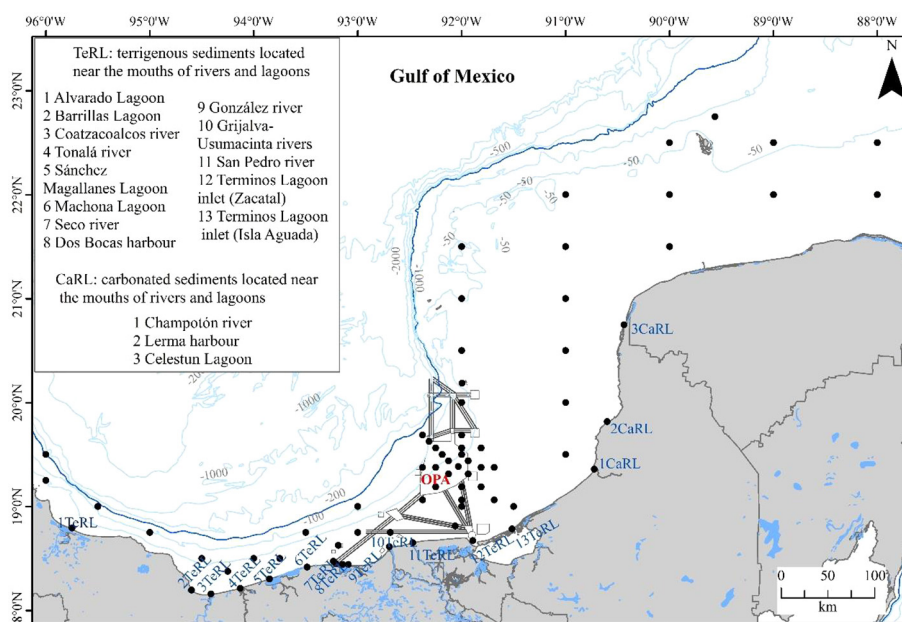 96°0'W 95°0'W 94°0'W 93°0'W 92°0'W 91°0'W 90°0'W 89°0'W 88°0'W
TeRL: terrigenous sediments located
near the mouths of rivers and lagoons
1 Alvarado Lagoon
2 Barrillas Lagoon
3 Coatzacoalcos river
4 Tonalá river
5 Sánchez
Magallanes Lagoon
6 Machona Lagoon
7 Seco river
8 Dos Bocas harbour
9 González river
10 Grijalva-
Usumacinta rivers
11 San Pedro river
12 Terminos Lagoon
inlet (Zacatal)
13 Terminos Lagoon
inlet (Isla Aguada)
CaRL: carbonated sediments located near
the mouths of rivers and lagoons
1 Champotón river
2 Lerma harbour
3 Celestun Lagoon
Gulf of Mexico
N
23°0'N
22°0'N
21°0'N
20°0'N
19°0'N
18°0'N
-500
-50
-50
-50
-50
-50
-50
-2000
-1000
-1000
-1000
-200
-100
OPA
3CaRL
2CaRL
1CaRL
1TeRL
2TeRL
3TeRL
4TeRL
5TeRL
6TeRL
7TeRL
8TeRL
9TeRL
10TeRL
11TeRL
12TeRL
13TeRL
0 50 100
km